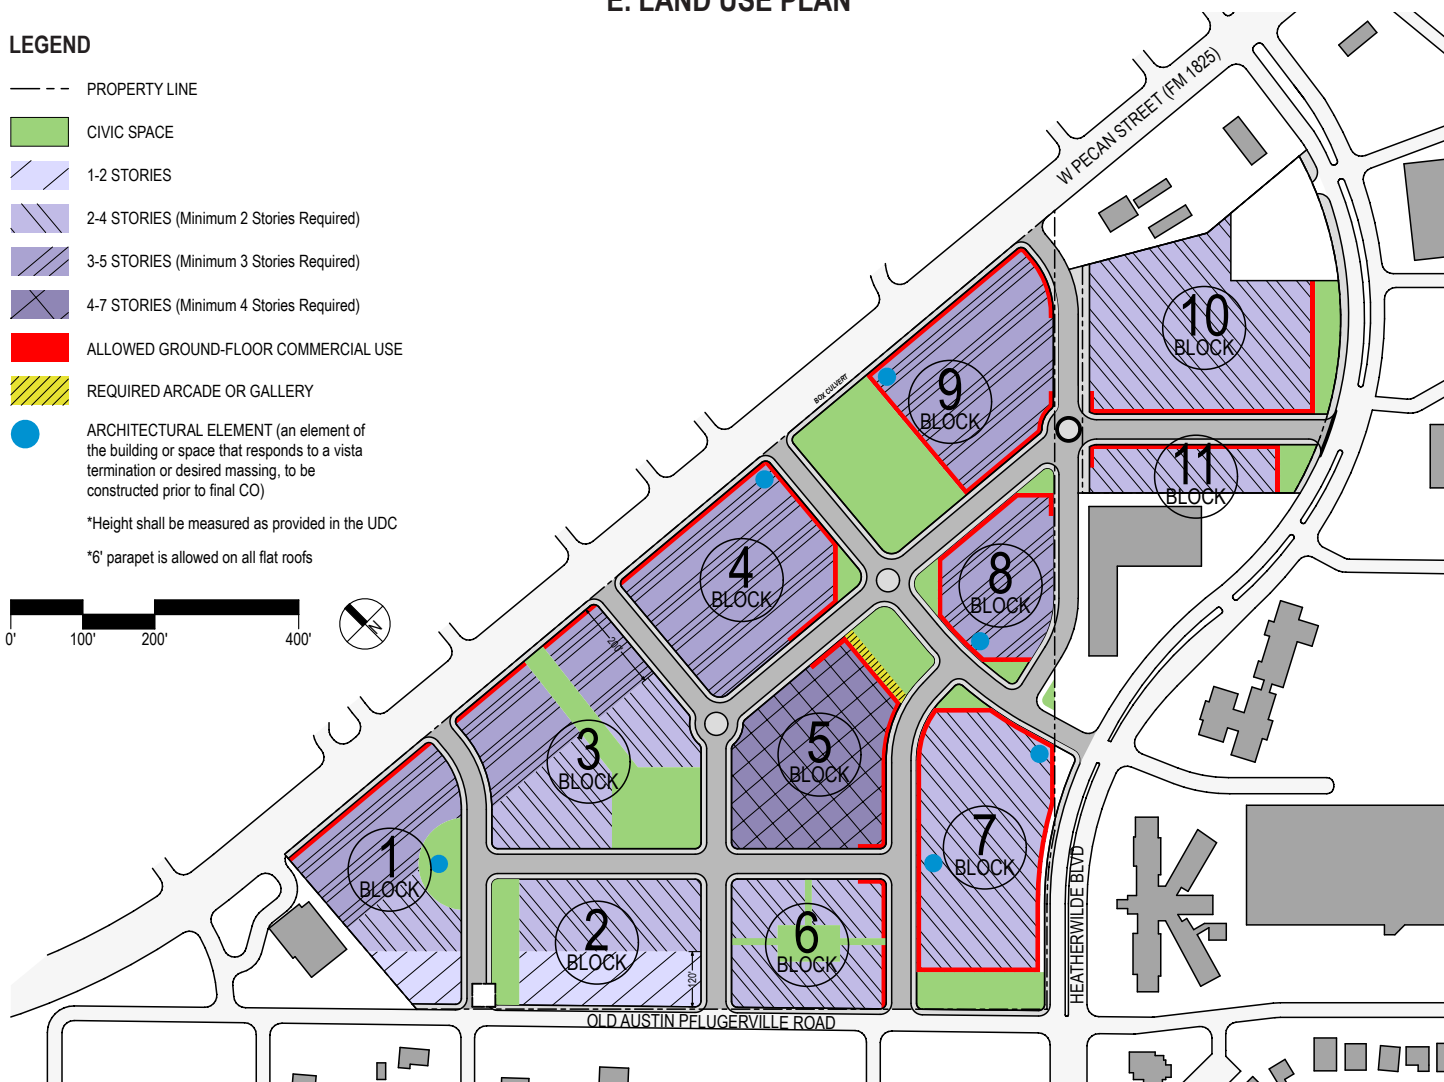 E. LAND USE PLAN
LEGEND
PROPERTY LINE
CIVIC SPACE
1-2 STORIES
2-4 STORIES (Minimum 2 Stories Required)
3-5 STORIES (Minimum 3 Stories Required)
4-7 STORIES (Minimum 4 Stories Required)
ALLOWED GROUND-FLOOR COMMERCIAL USE
REQUIRED ARCADE OR GALLERY
ARCHITECTURAL ELEMENT (an element of
the building or space that responds to a vista
termination or desired massing, to be
constructed prior to final CO)
*Height shall be measured as provided in the UDC
*6' parapet is allowed on all flat roofs
0' 100' 200' 400'
N
W PECAN STREET (FM 1825)
BOX CULVERT
10
BLOCK
9
BLOCK
11
BLOCK
4
BLOCK
8
BLOCK
3
BLOCK
5
BLOCK
1
BLOCK
7
BLOCK
2
BLOCK
6
BLOCK
120'
HEATHERWILDE BLVD
OLD AUSTIN PFLUGERVILLE ROAD